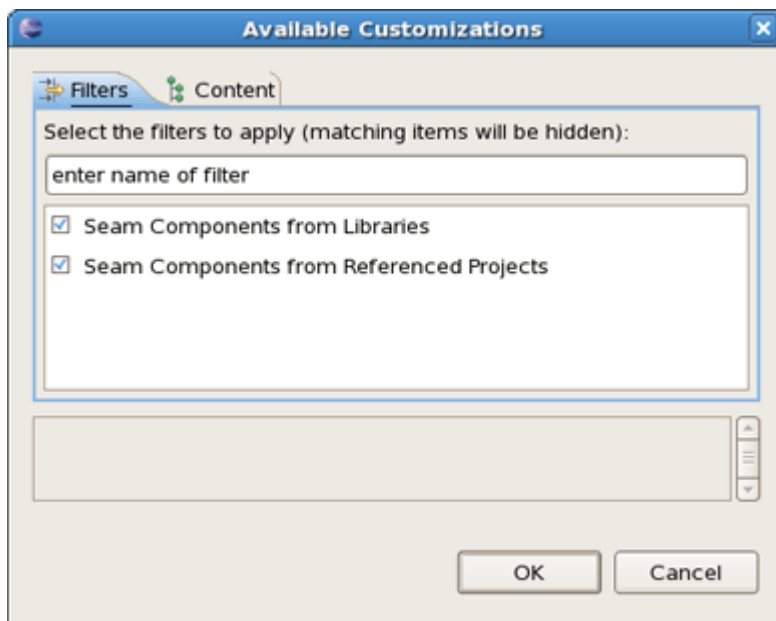 Available Customizations
Filters
Content
Select the filters to apply (matching items will be hidden):
enter name of filter
Seam Components from Libraries
Seam Components from Referenced Projects
OK
Cancel